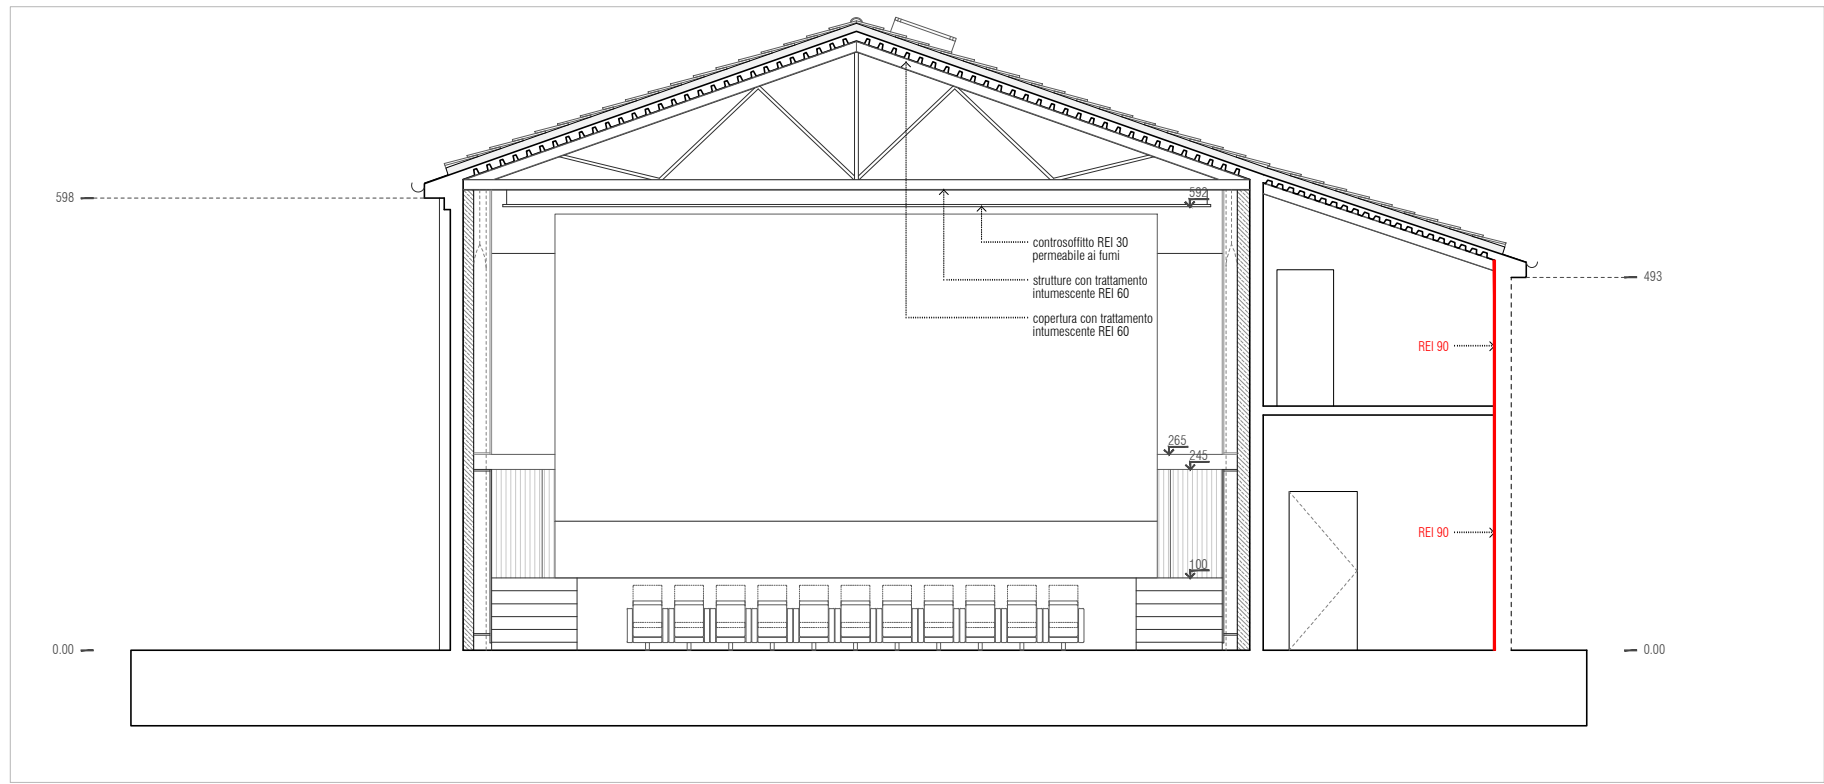 598
592
controsoffitto REI 30
permeabile ai fumi
strutture con trattamento
intumescente REI 60
copertura con trattamento
intumescente REI 60
493
REI 90
265
245
REI 90
100
0.00
0.00